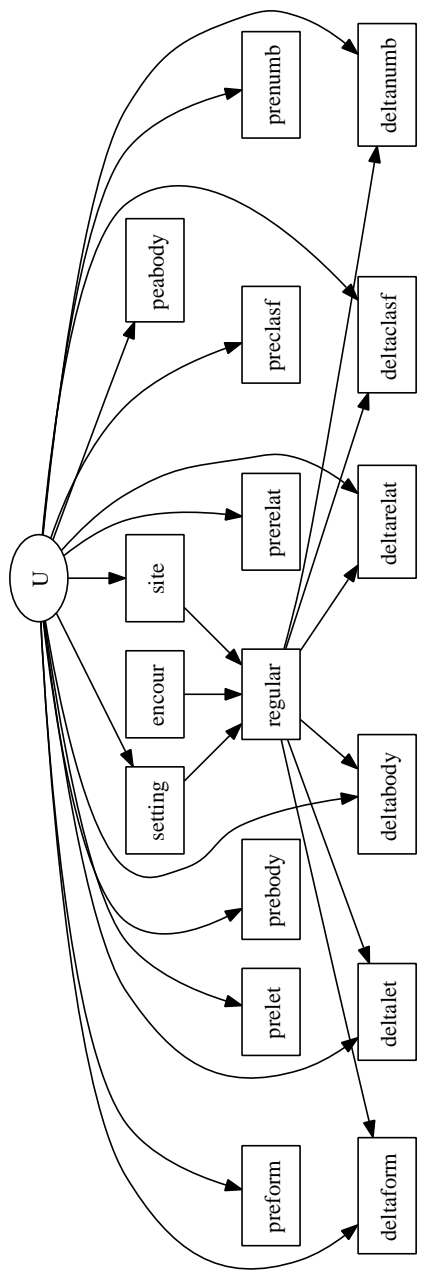 U
setting
encour
site
peabody
preform
prelet
prebody
regular
prerelat
preclasf
prenumb
deltaform
deltalet
deltabody
deltarelat
deltaclasf
deltanumb